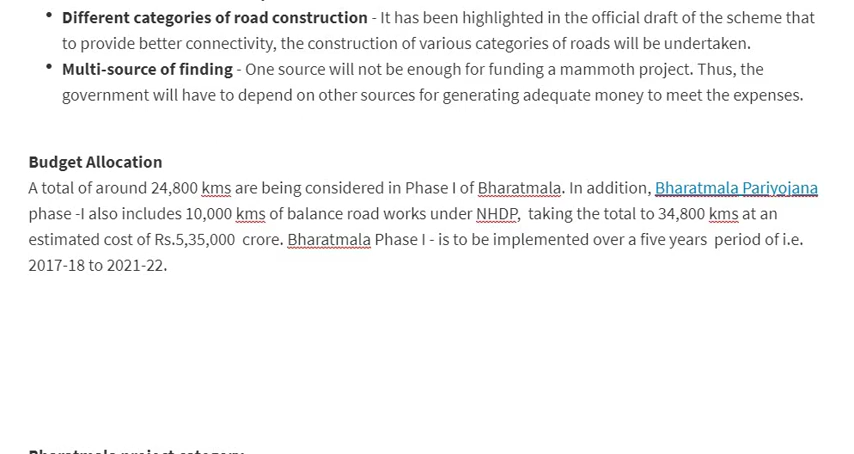 • Different categories of road construction - It has been highlighted in the official draft of the scheme that
to provide better connectivity, the construction of various categories of roads will be undertaken.
• Multi-source of finding - One source will not be enough for funding a mammoth project. Thus, the
government will have to depend on other sources for generating adequate money to meet the expenses.
Budget Allocation
A total of around 24,800 kms are being considered in Phase I of Bharatmala. In addition, Bharatmala Pariyojana
phase -I also includes 10,000 kms of balance road works under NHDP,  taking the total to 34,800 kms at an
estimated cost of Rs.5,35,000  crore. Bharatmala Phase I - is to be implemented over a five years  period of i.e.
2017-18 to 2021-22.
Bharatmala project category